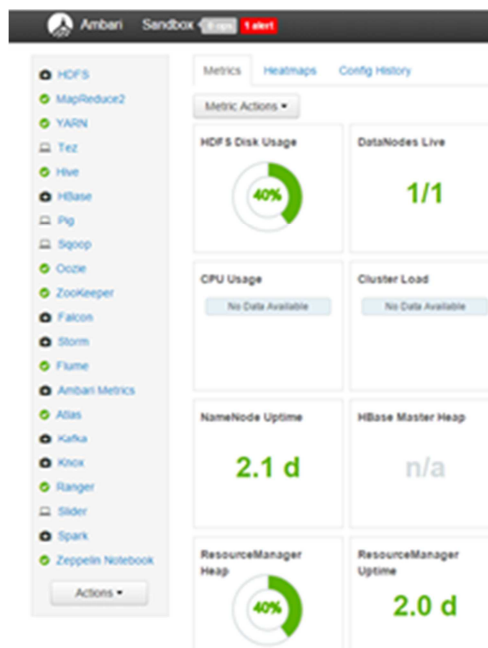 Ambari Sandbox 0 ops 1 alert
HDFS
MapReduce2
YARN
Tez
Hive
HBase
Pig
Sqoop
Oozie
ZooKeeper
Falcon
Storm
Flume
Ambari Metrics
Atlas
Kafka
Knox
Ranger
Slider
Spark
Zeppelin Notebook
Actions
Metrics Heatmaps Config History
Metric Actions
HDFS Disk Usage
40%
DataNodes Live
1/1
CPU Usage
No Data Available
Cluster Load
No Data Available
NameNode Uptime
2.1 d
HBase Master Heap
n/a
ResourceManager
Heap
40%
ResourceManager
Uptime
2.0 d